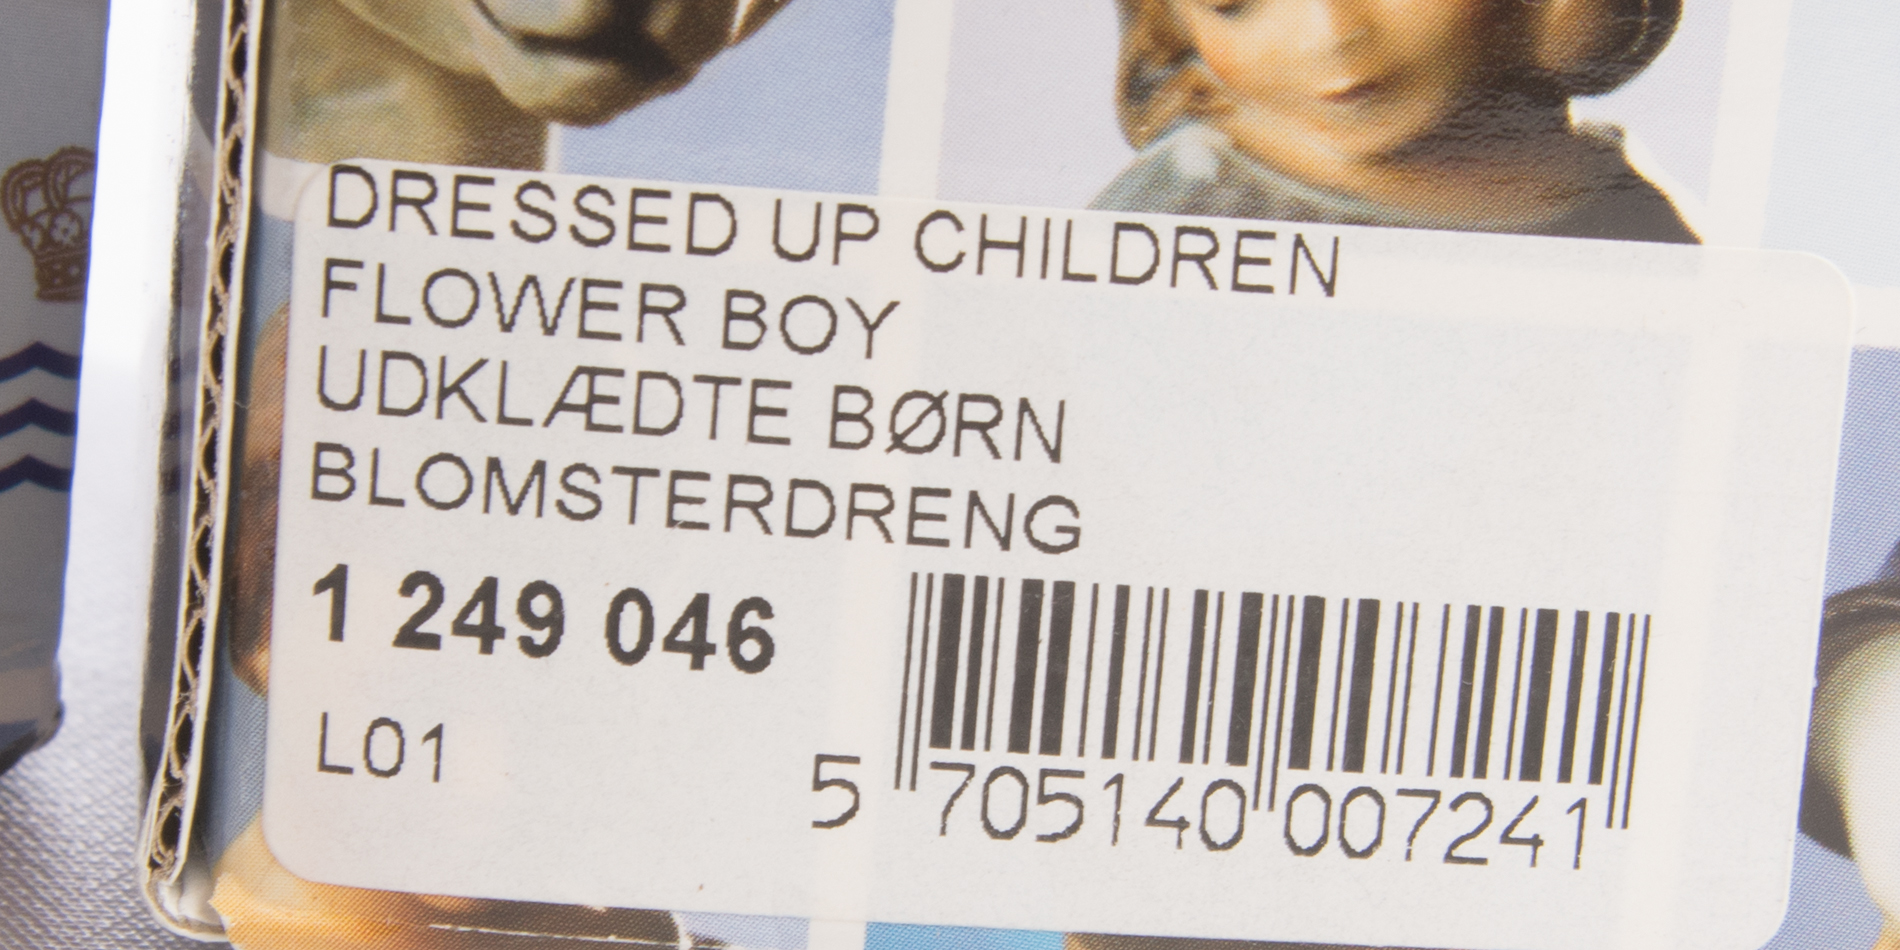 DRESSED UP CHILDREN
FLOWER BOY
UDKLÆDTE BØRN
BLOMSTERDRENG
1 249 046
L01
5 705140 007241